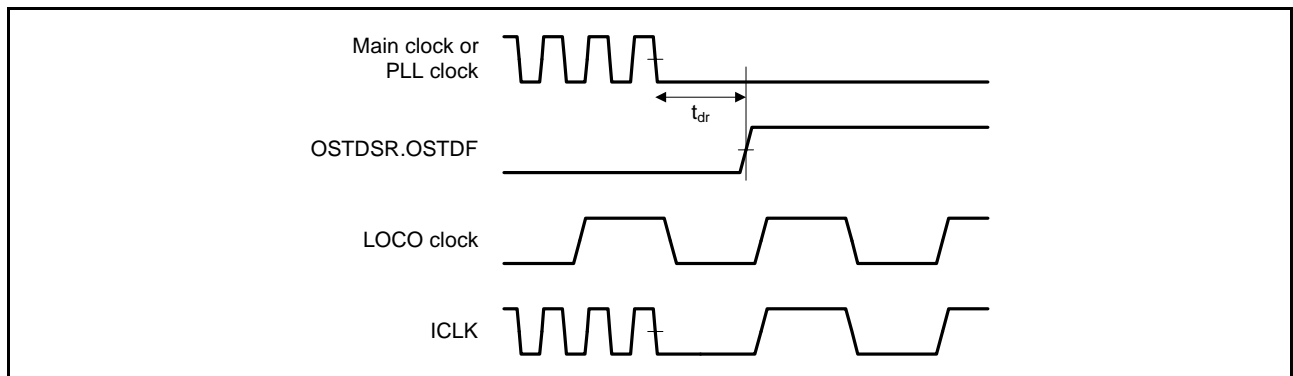 Main clock or
PLL clock
tdr
OSTDSR.OSTDF
LOCO clock
ICLK